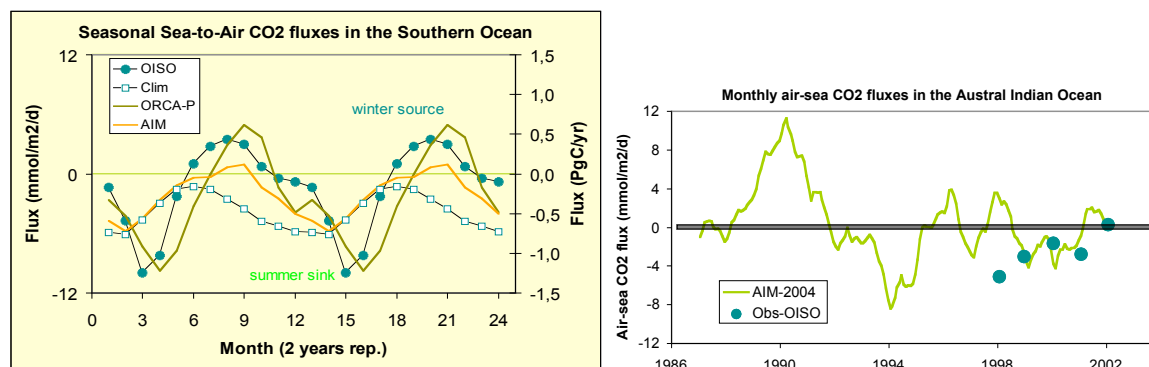 Seasonal Sea-to-Air CO2 fluxes in the Southern Ocean
12
0
-12
Flux (mmol/m2/d)
OISO
Clim
ORCA-P
AIM
winter source
summer sink
1,5
1,0
0,5
0,0
-0,5
-1,0
-1,5
Flux (PgC/yr)
0 3 6 9 12 15 18 21 24
Month (2 years rep.)
Monthly air-sea CO2 fluxes in the Austral Indian Ocean
12
8
4
0
-4
-8
-12
Air-sea CO2 flux (mmol/m2/d)
AIM-2004
Obs-OISO
1986 1990 1994 1998 2002